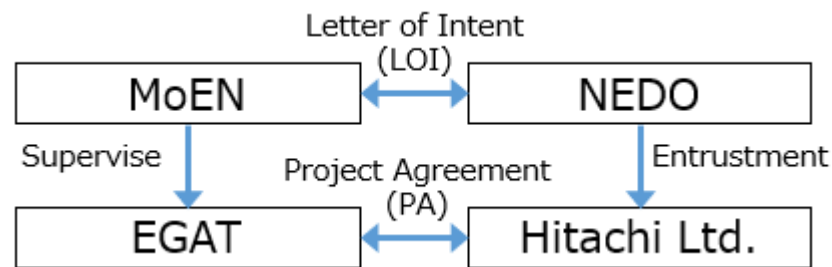 Letter of Intent
(LOI)
MoEN
NEDO
Supervise
Entrustment
Project Agreement
(PA)
EGAT
Hitachi Ltd.